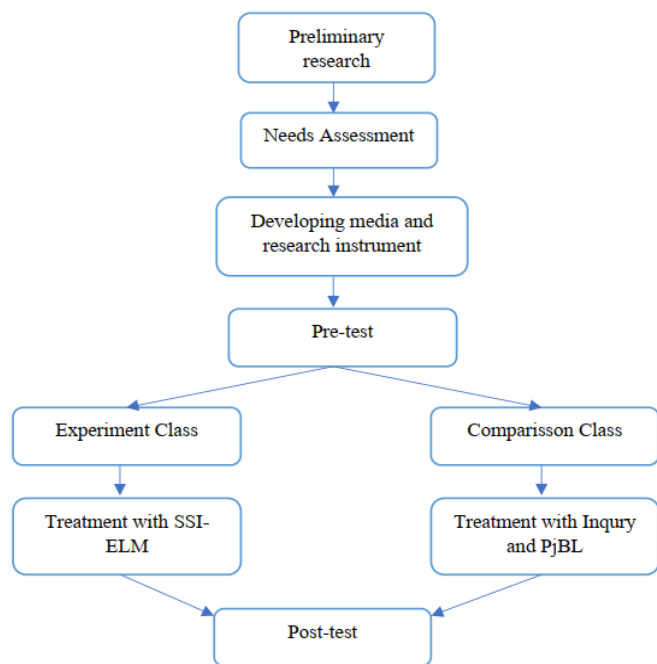 Preliminary
research
Needs Assessment
Developing media and
research instrument
Pre-test
Experiment Class
Comparisson Class
Treatment with SSI-
ELM
Treatment with Inqury
and PjBL
Post-test